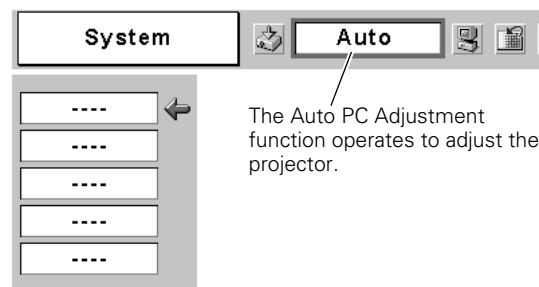 System
Auto
The Auto PC Adjustment
function operates to adjust the
projector.
----
----
----
----
----